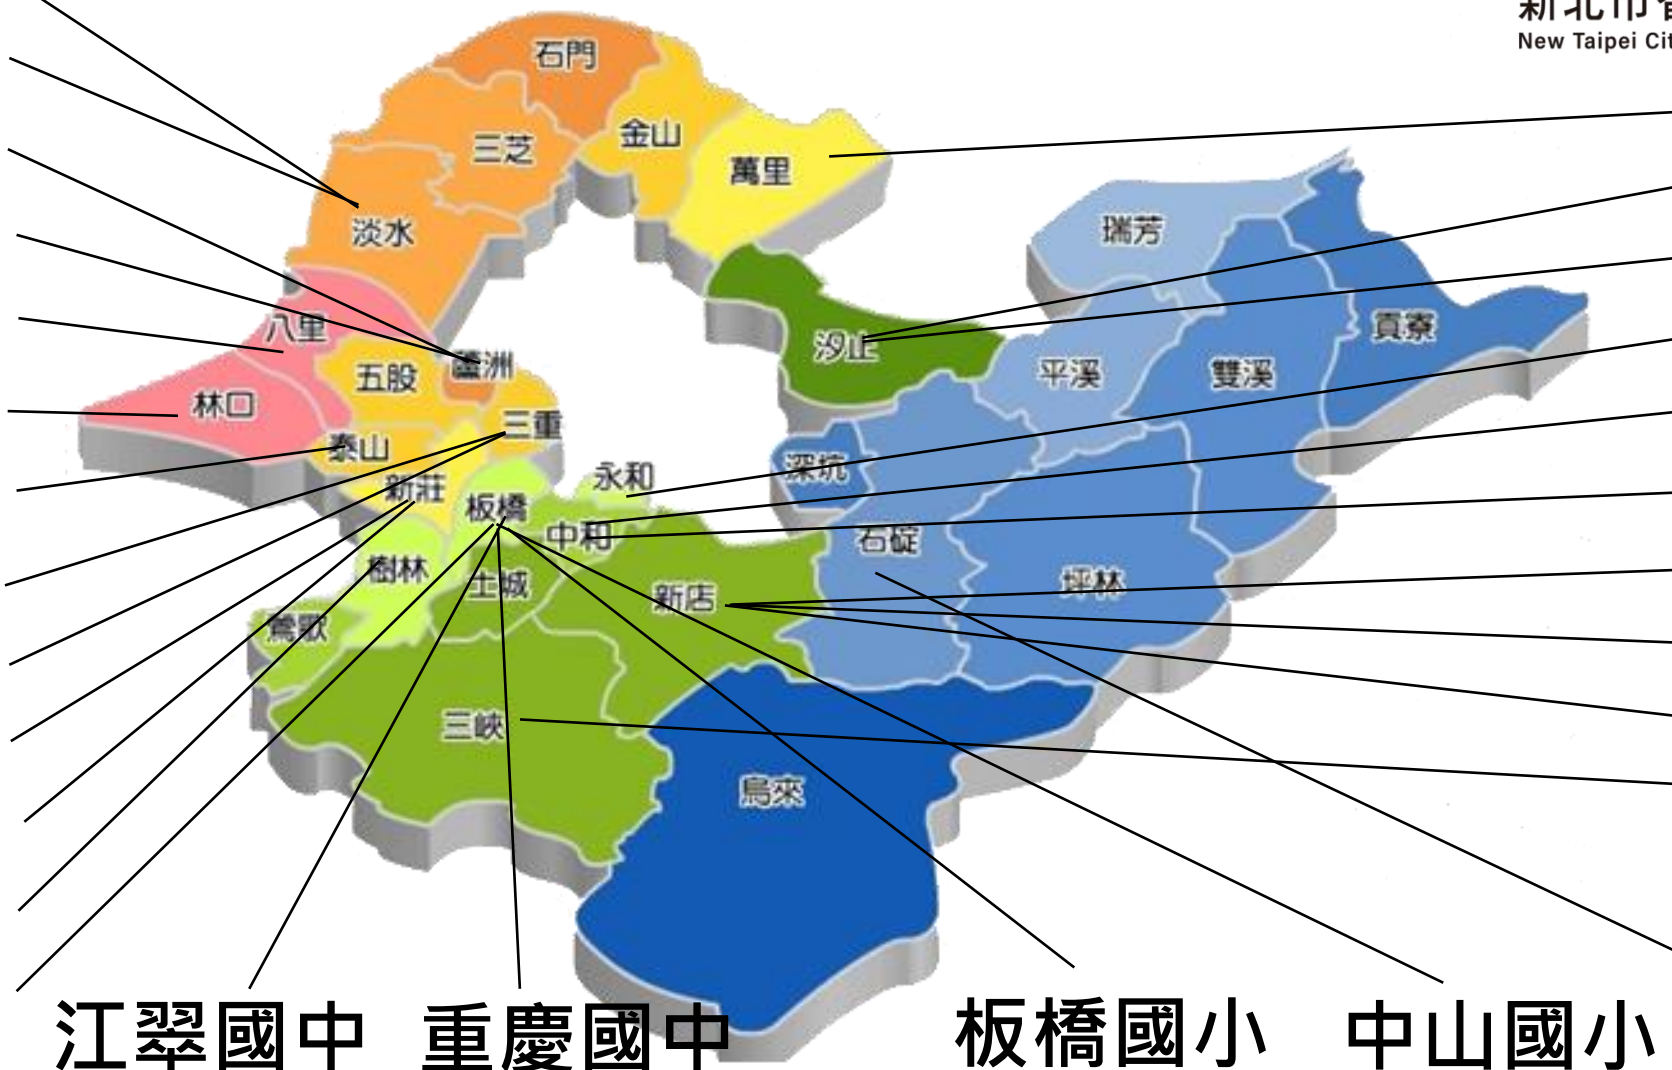 新北市
New Taipei Cit
石門
金山
三芝
萬里
淡水
瑞芳
八里
汐止
貢寮
蘆洲
五股
平溪
雙溪
林口
三重
泰山
深坑
永和
新莊
板橋
中和
石碇
樹林
土城
新店
坪林
鶯歌
三峽
烏來
江翠國中 重慶國中 板橋國小 中山國小